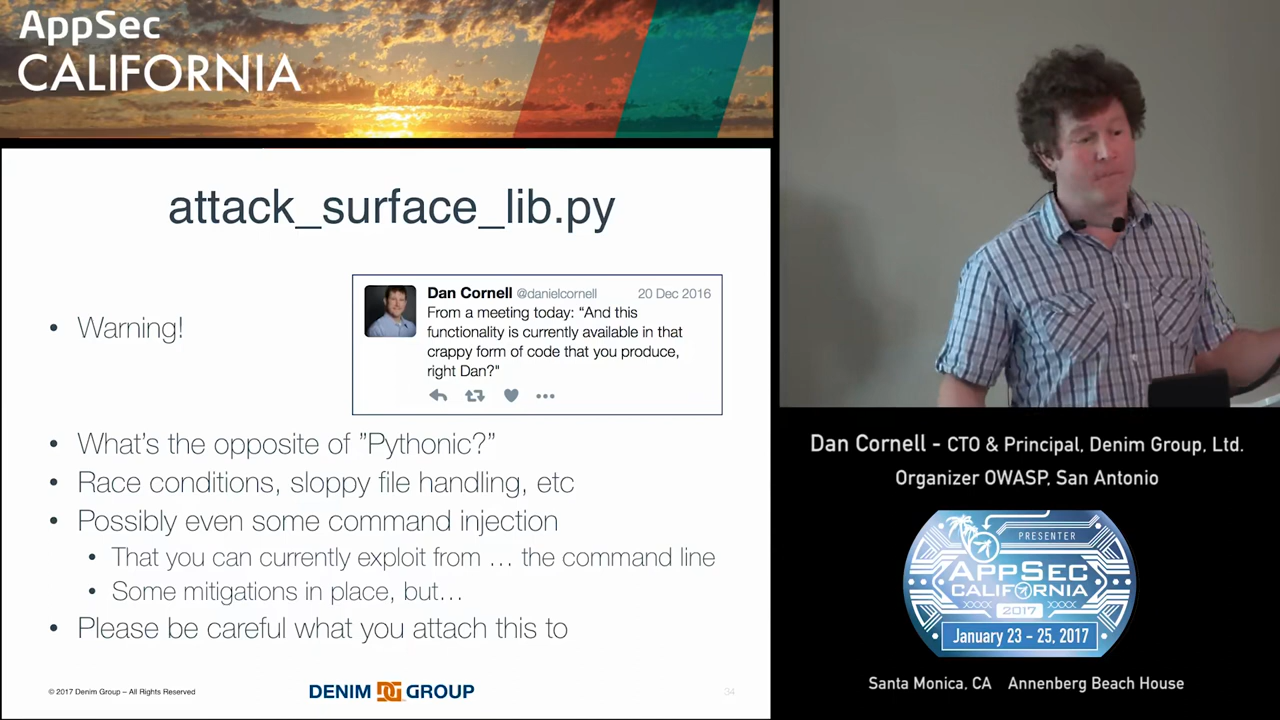 AppSec
CALIFORNIA
attack_surface_lib.py
• Warning!
Dan Cornell @danielcornell 20 Dec 2016
From a meeting today: "And this
functionality is currently available in that
crappy form of code that you produce,
right Dan?"
• What's the opposite of ”Pythonic?”
• Race conditions, sloppy file handling, etc
• Possibly even some command injection
• That you can currently exploit from … the command line
• Some mitigations in place, but…
• Please be careful what you attach this to
© 2017 Denim Group – All Rights Reserved
DENIM DG GROUP
34
Dan Cornell - CTO & Principal, Denim Group, Ltd.
Organizer OWASP, San Antonio
PRESENTER
APPSEC
CALIFORNIA
XXXX 2017 XXXX
January 23 - 25, 2017
Santa Monica, CA Annenberg Beach House